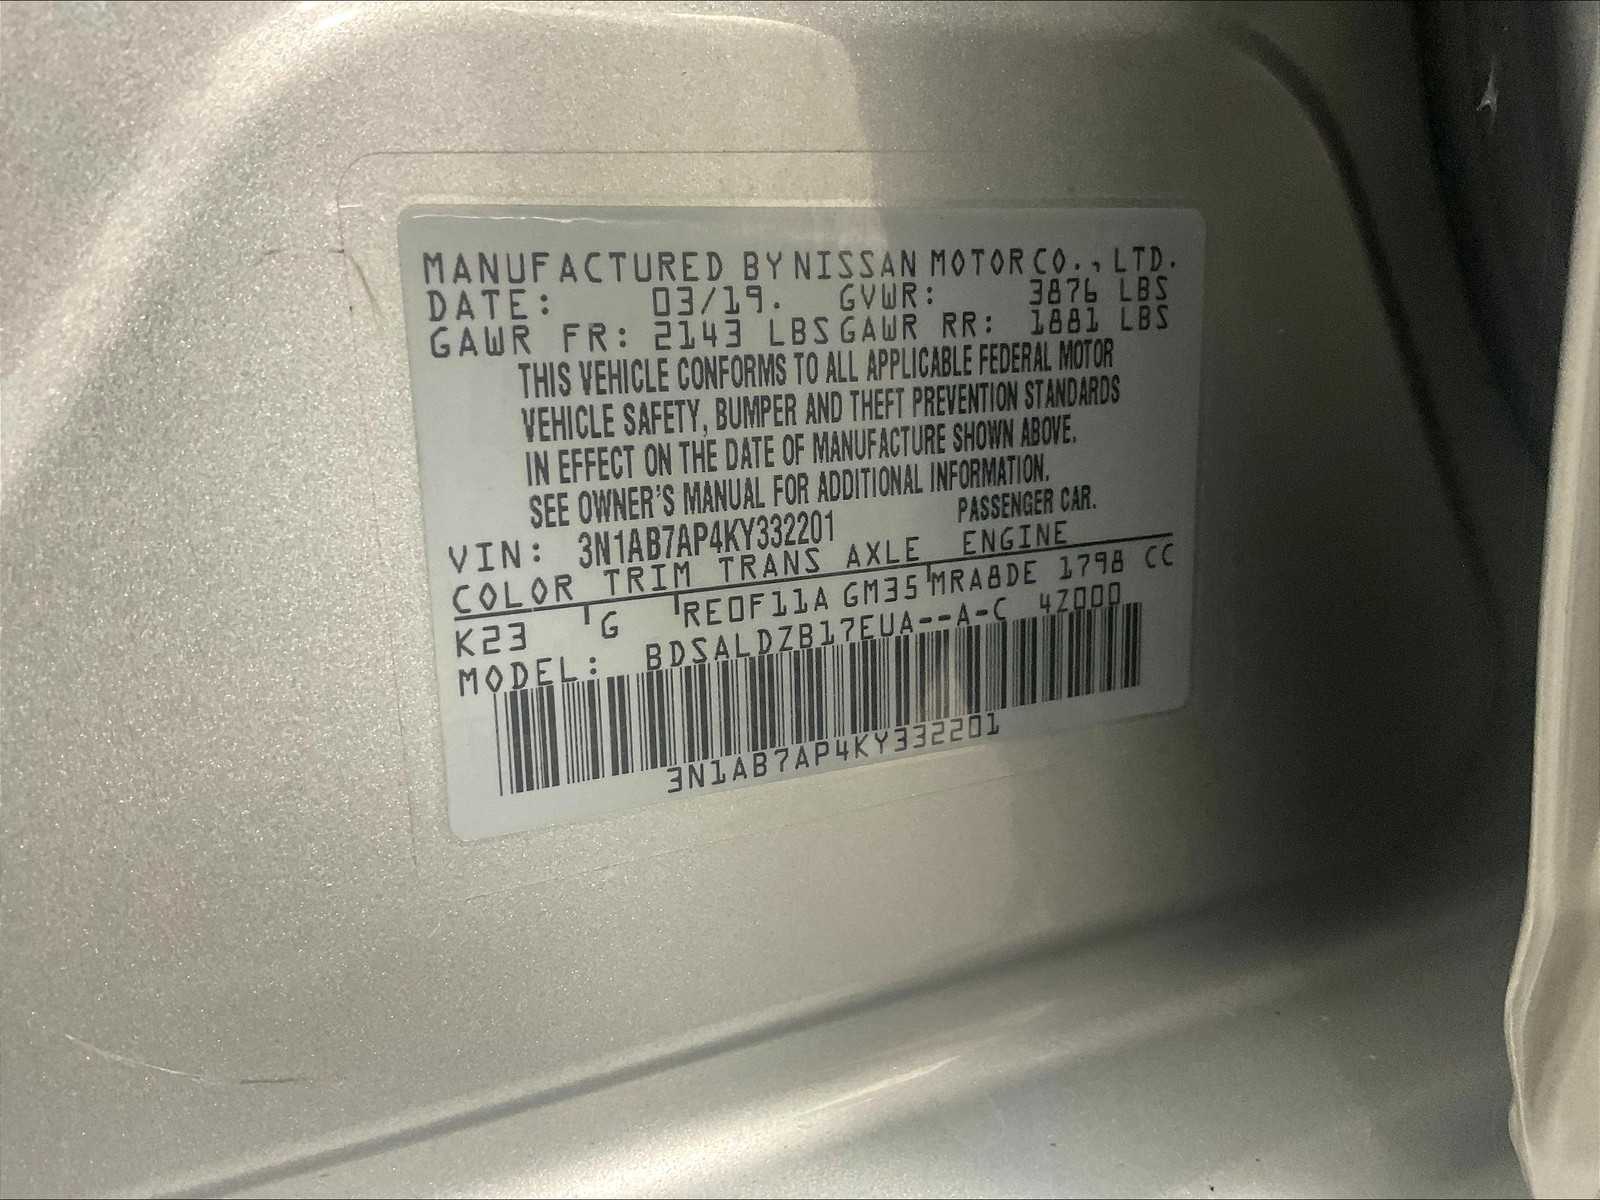 MANUFACTURED BY NISSAN MOTOR CO., LTD.
DATE: 03/19. GVWR: 3876 LBS
GAWR FR: 2143 LBS GAWR RR: 1881 LBS
THIS VEHICLE CONFORMS TO ALL APPLICABLE FEDERAL MOTOR
VEHICLE SAFETY, BUMPER AND THEFT PREVENTION STANDARDS
IN EFFECT ON THE DATE OF MANUFACTURE SHOWN ABOVE.
SEE OWNER'S MANUAL FOR ADDITIONAL INFORMATION.
VIN: 3N1AB7AP4KY332201 PASSENGER CAR.
COLOR TRIM TRANS AXLE ENGINE
K23 G RE0F11A GM35 MRA8DE 1798 CC
MODEL: BDSALDZB17EUA--A-C 4Z000
3N1AB7AP4KY332201